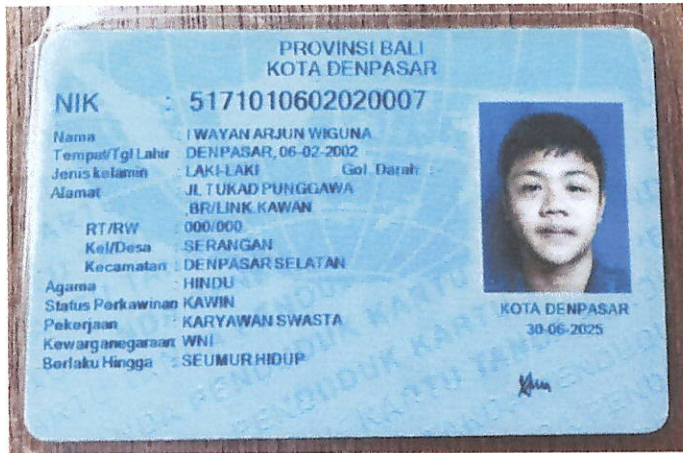 PROVINSI BALI
KOTA DENPASAR
NIK : 5171010602020007
Nama : I WAYAN ARJUN WIGUNA
Tempat/Tgl Lahir : DENPASAR, 06-02-2002
Jenis kelamin : LAKI-LAKI Gol. Darah : -
Alamat : JL TUKAD PUNGGAWA
BR/LINK. KAWAN
RT/RW : 000/000
Kel/Desa : SERANGAN
Kecamatan : DENPASAR SELATAN
Agama : HINDU
Status Perkawinan: KAWIN
Pekerjaan : KARYAWAN SWASTA
Kewarganegaraan: WNI
Berlaku Hingga : SEUMUR HIDUP
KOTA DENPASAR
30-06-2025